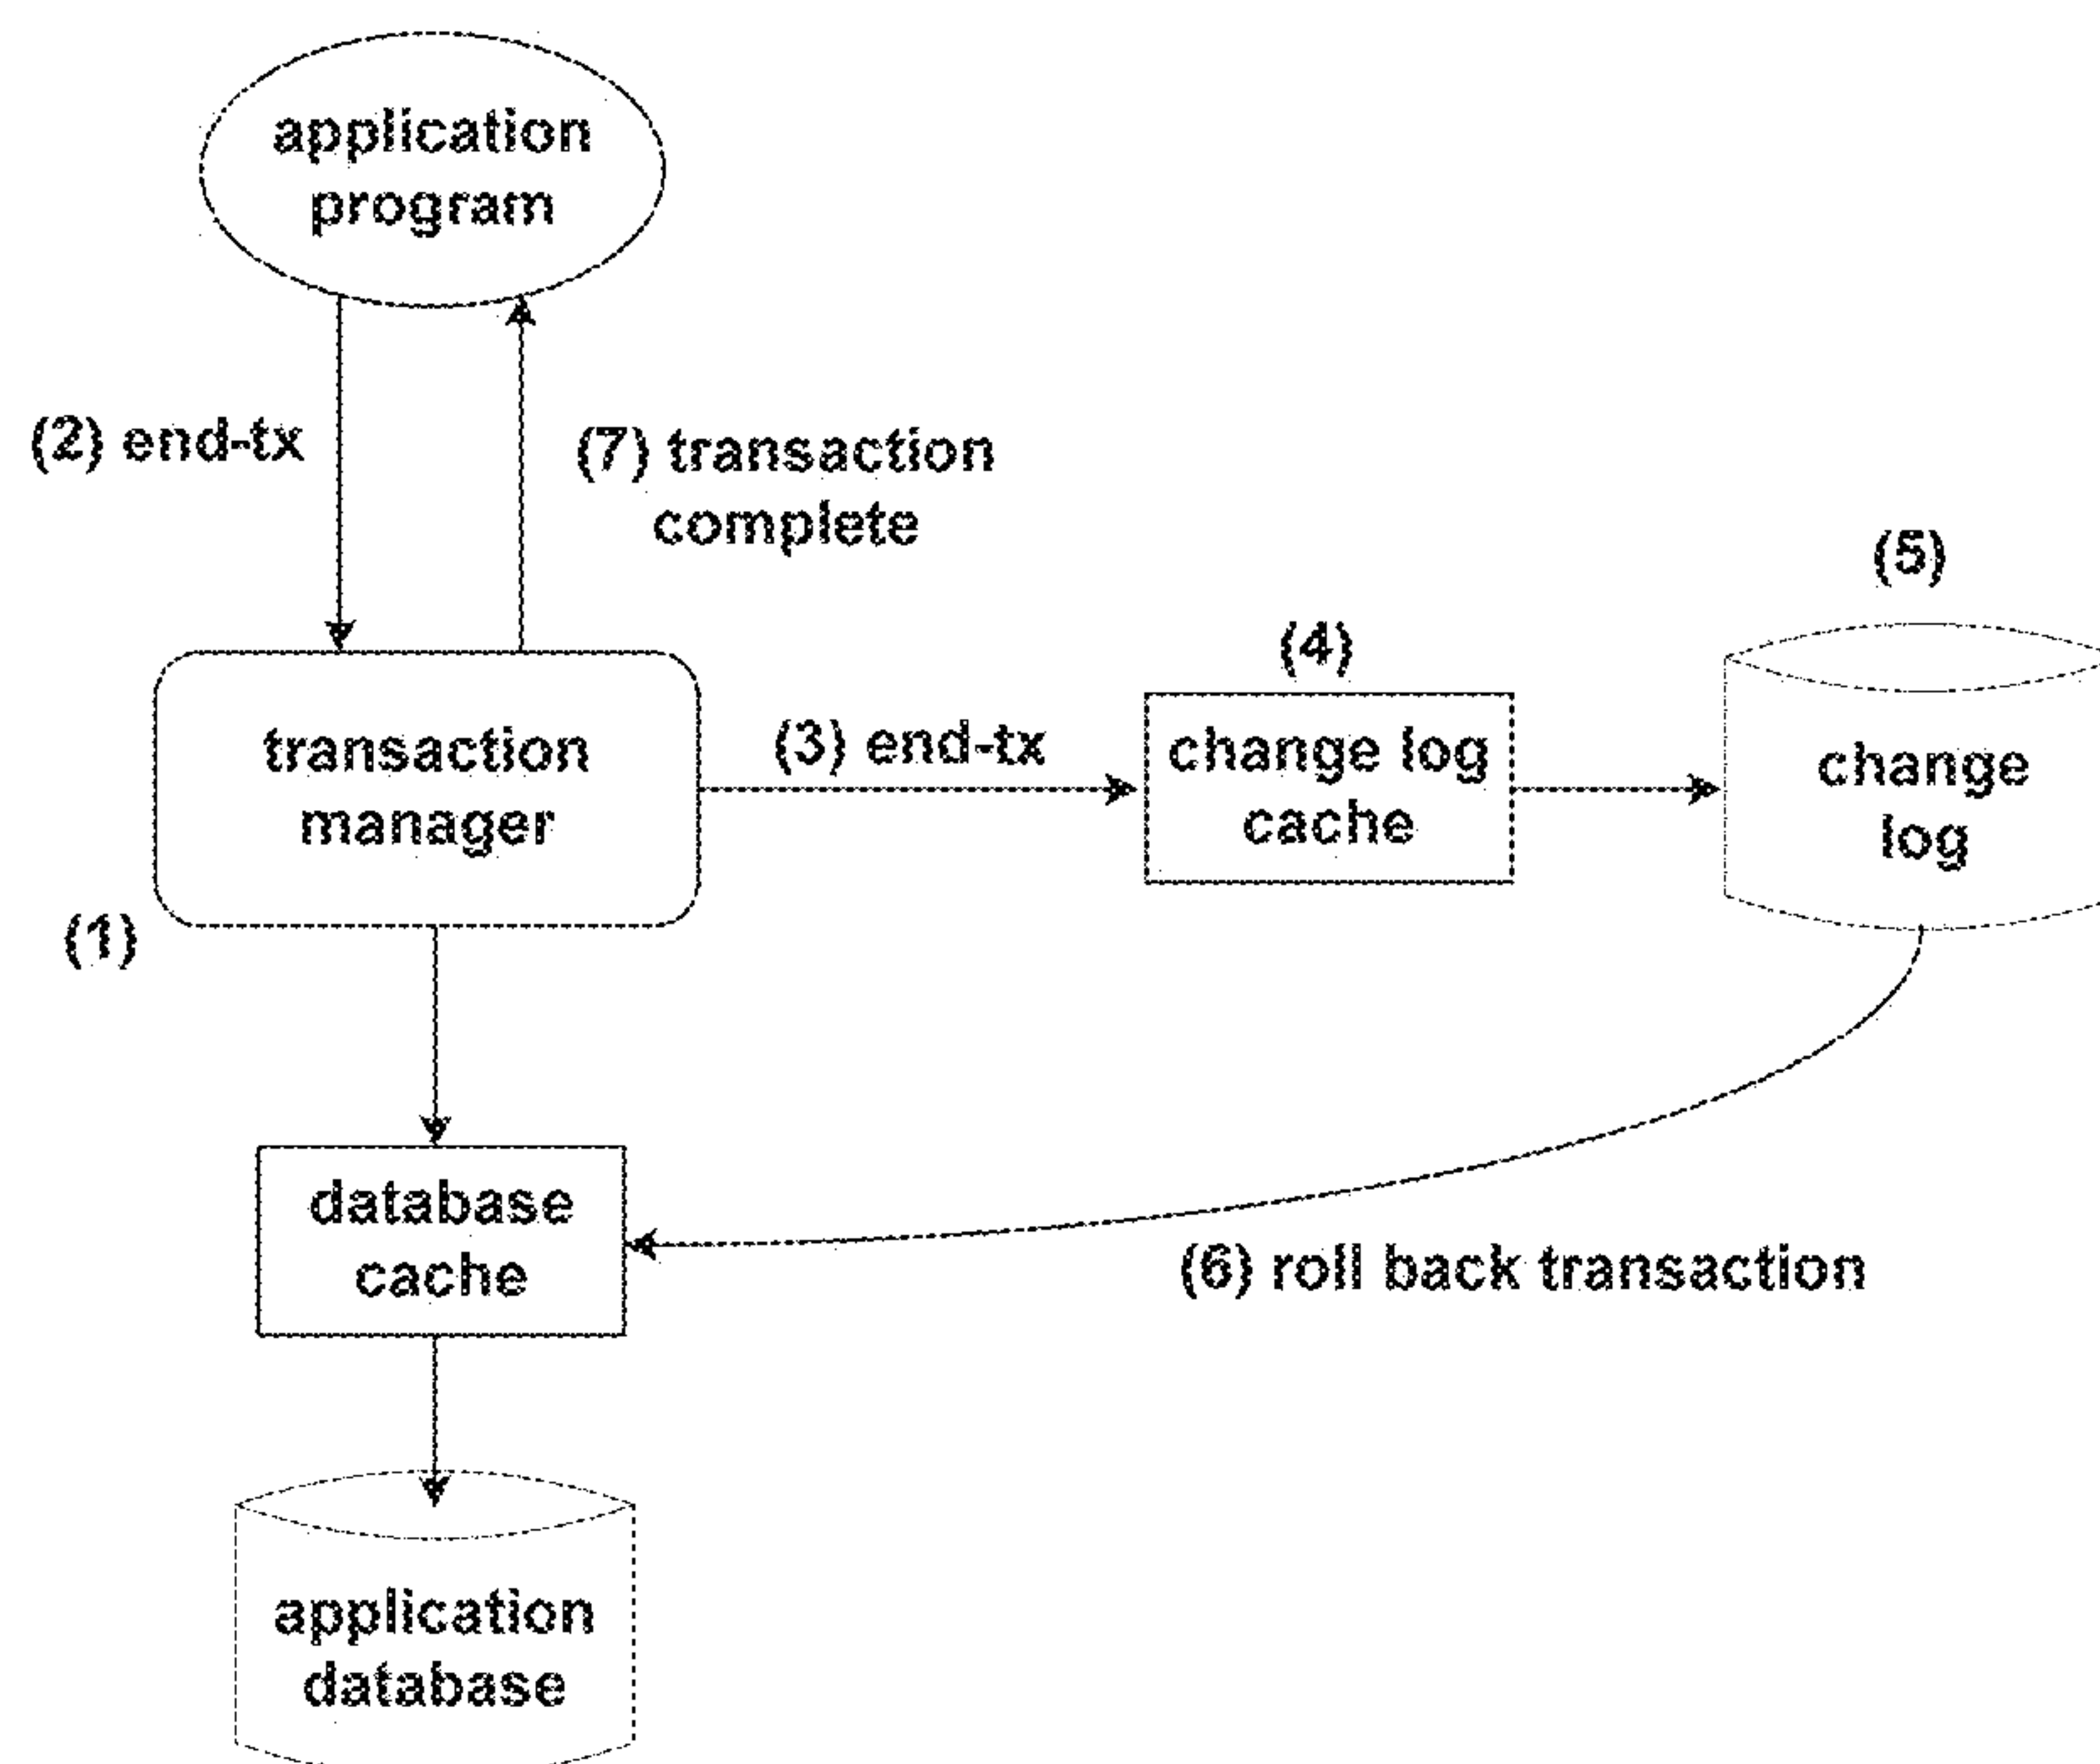 application
program
(2) end-tx
(7) transaction
complete
(5)
(4)
transaction
manager
(3) end-tx
change log
cache
change
log
(1)
database
cache
(6) roll back transaction
application
database